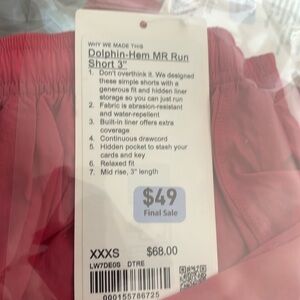 WHY WE MADE THIS
Dolphin-Hem MR Run
Short 3"
1. Don't overthink it. We designed
these simple shorts with a
generous fit and hidden liner
storage so you can just run
2. Fabric is abrasion-resistant
and water-repellent
3. Built-in liner offers extra
coverage
4. Continuous drawcord
5. Hidden pocket to stash your
cards and key
6. Relaxed fit
7. Mid rise, 3" length
$49
Final Sale
XXXS $68.00
LW7DE0S DTRE
000155786725